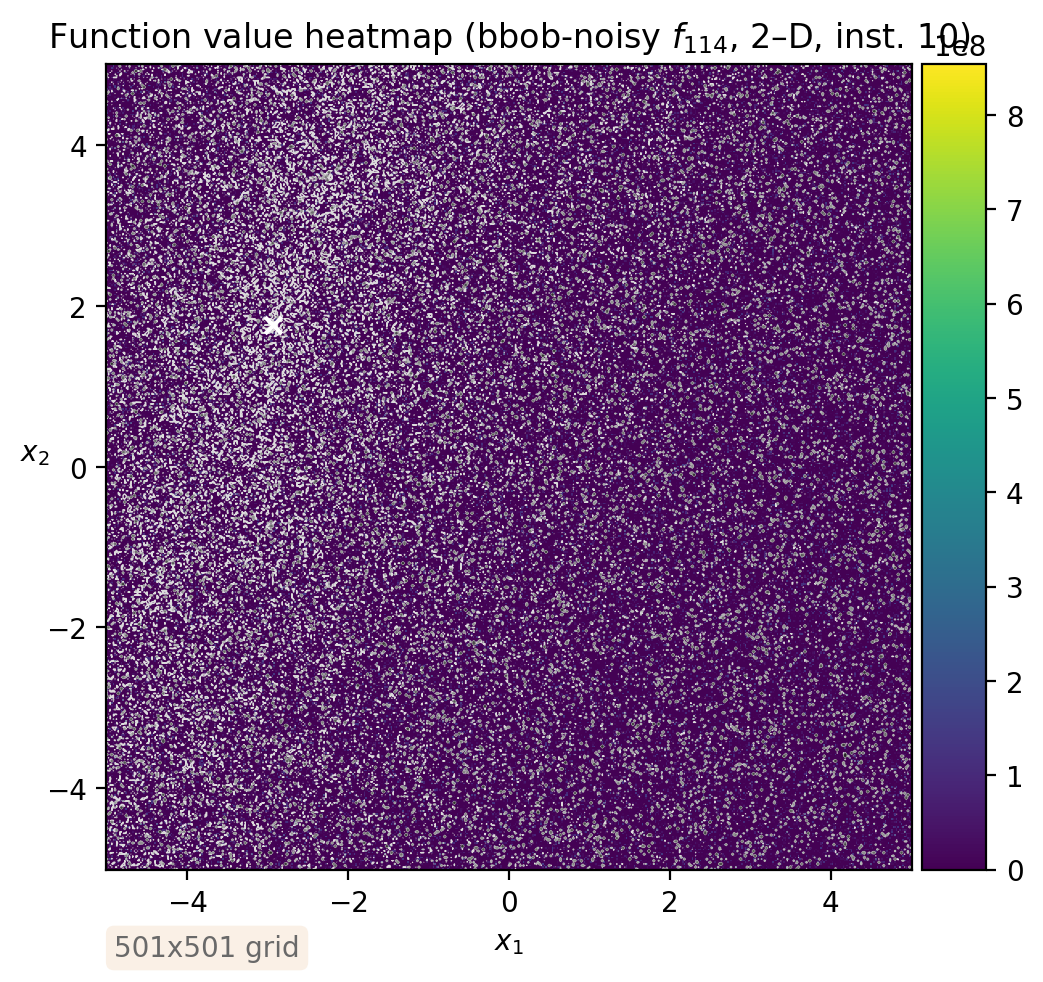 Function value heatmap (bbob-noisy f₁₁₄, 2–D, inst. 10)
1e8
8
7
6
5
4
3
2
1
0
4
2
0
−2
−4
x₂
−4 −2 0 2 4
x₁
501x501 grid